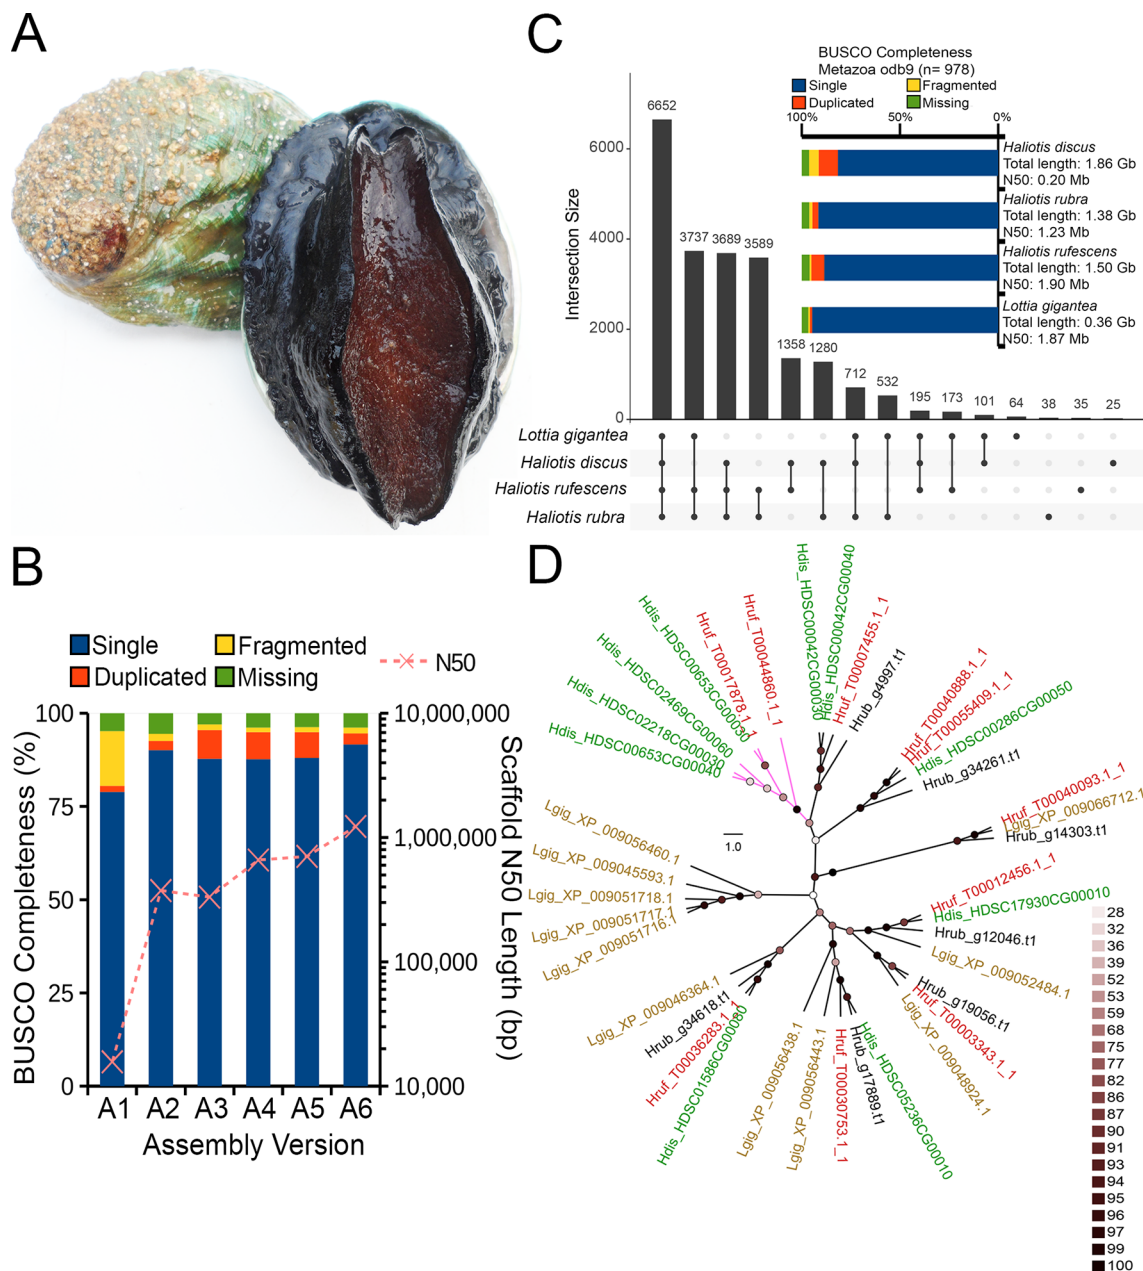 A
C
BUSCO Completeness
Metazoa odb9 (n= 978)
Single
Fragmented
Duplicated
Missing
100%
50%
0%
Haliotis discus
Total length: 1.86 Gb
N50: 0.20 Mb
Haliotis rubra
Total length: 1.38 Gb
N50: 1.23 Mb
Haliotis rufescens
Total length: 1.50 Gb
N50: 1.90 Mb
Lottia gigantea
Total length: 0.36 Gb
N50: 1.87 Mb
Intersection Size
6000
4000
2000
0
6652
3737
3689
3589
1358
1280
712
532
195
173
101
64
38
35
25
Lottia gigantea
Haliotis discus
Haliotis rufescens
Haliotis rubra
B
Single
Fragmented
Duplicated
Missing
N50
BUSCO Completeness (%)
100
75
50
25
0
10,000,000
1,000,000
100,000
10,000
Scaffold N50 Length (bp)
A1
A2
A3
A4
A5
A6
Assembly Version
D
Hdis_HDSC00653CG00040
Hdis_HDSC02218CG00030
Hdis_HDSC02469CG00060
Hdis_HDSC00653CG00030
Hruf_T00017878.1_1
Hruf_T00044860.1_1
Hdis_HDSC00042CG00030
Hdis_HDSC00042CG00040
Hruf_T00007455.1_1
Hrub_g4997.t1
Hruf_T00040888.1_1
Hruf_T00055409.1_1
Hdis_HDSC00286CG00050
Hrub_g34261.t1
Hruf_T00040093.1_1
Lgig_XP_009066712.1
Hrub_g14303.t1
Hruf_T00012456.1_1
Hdis_HDSC17930CG00010
Hrub_g12046.t1
Lgig_XP_009052484.1
Hrub_g19056.t1
Hruf_T00003343.1_1
Lgig_XP_009048924.1
Hdis_HDSC05236CG00010
Hrub_g17889.t1
Hruf_T00030753.1_1
Lgig_XP_009056443.1
Lgig_XP_009056438.1
Hdis_HDSC01586CG00080
Hruf_T00036283.1_1
Hrub_g34618.t1
Lgig_XP_009046364.1
Lgig_XP_009051716.1
Lgig_XP_009051717.1
Lgig_XP_009051718.1
Lgig_XP_009045593.1
Lgig_XP_009056460.1
1.0
28
32
36
39
52
53
59
68
75
77
82
86
87
90
91
93
94
95
96
97
99
100